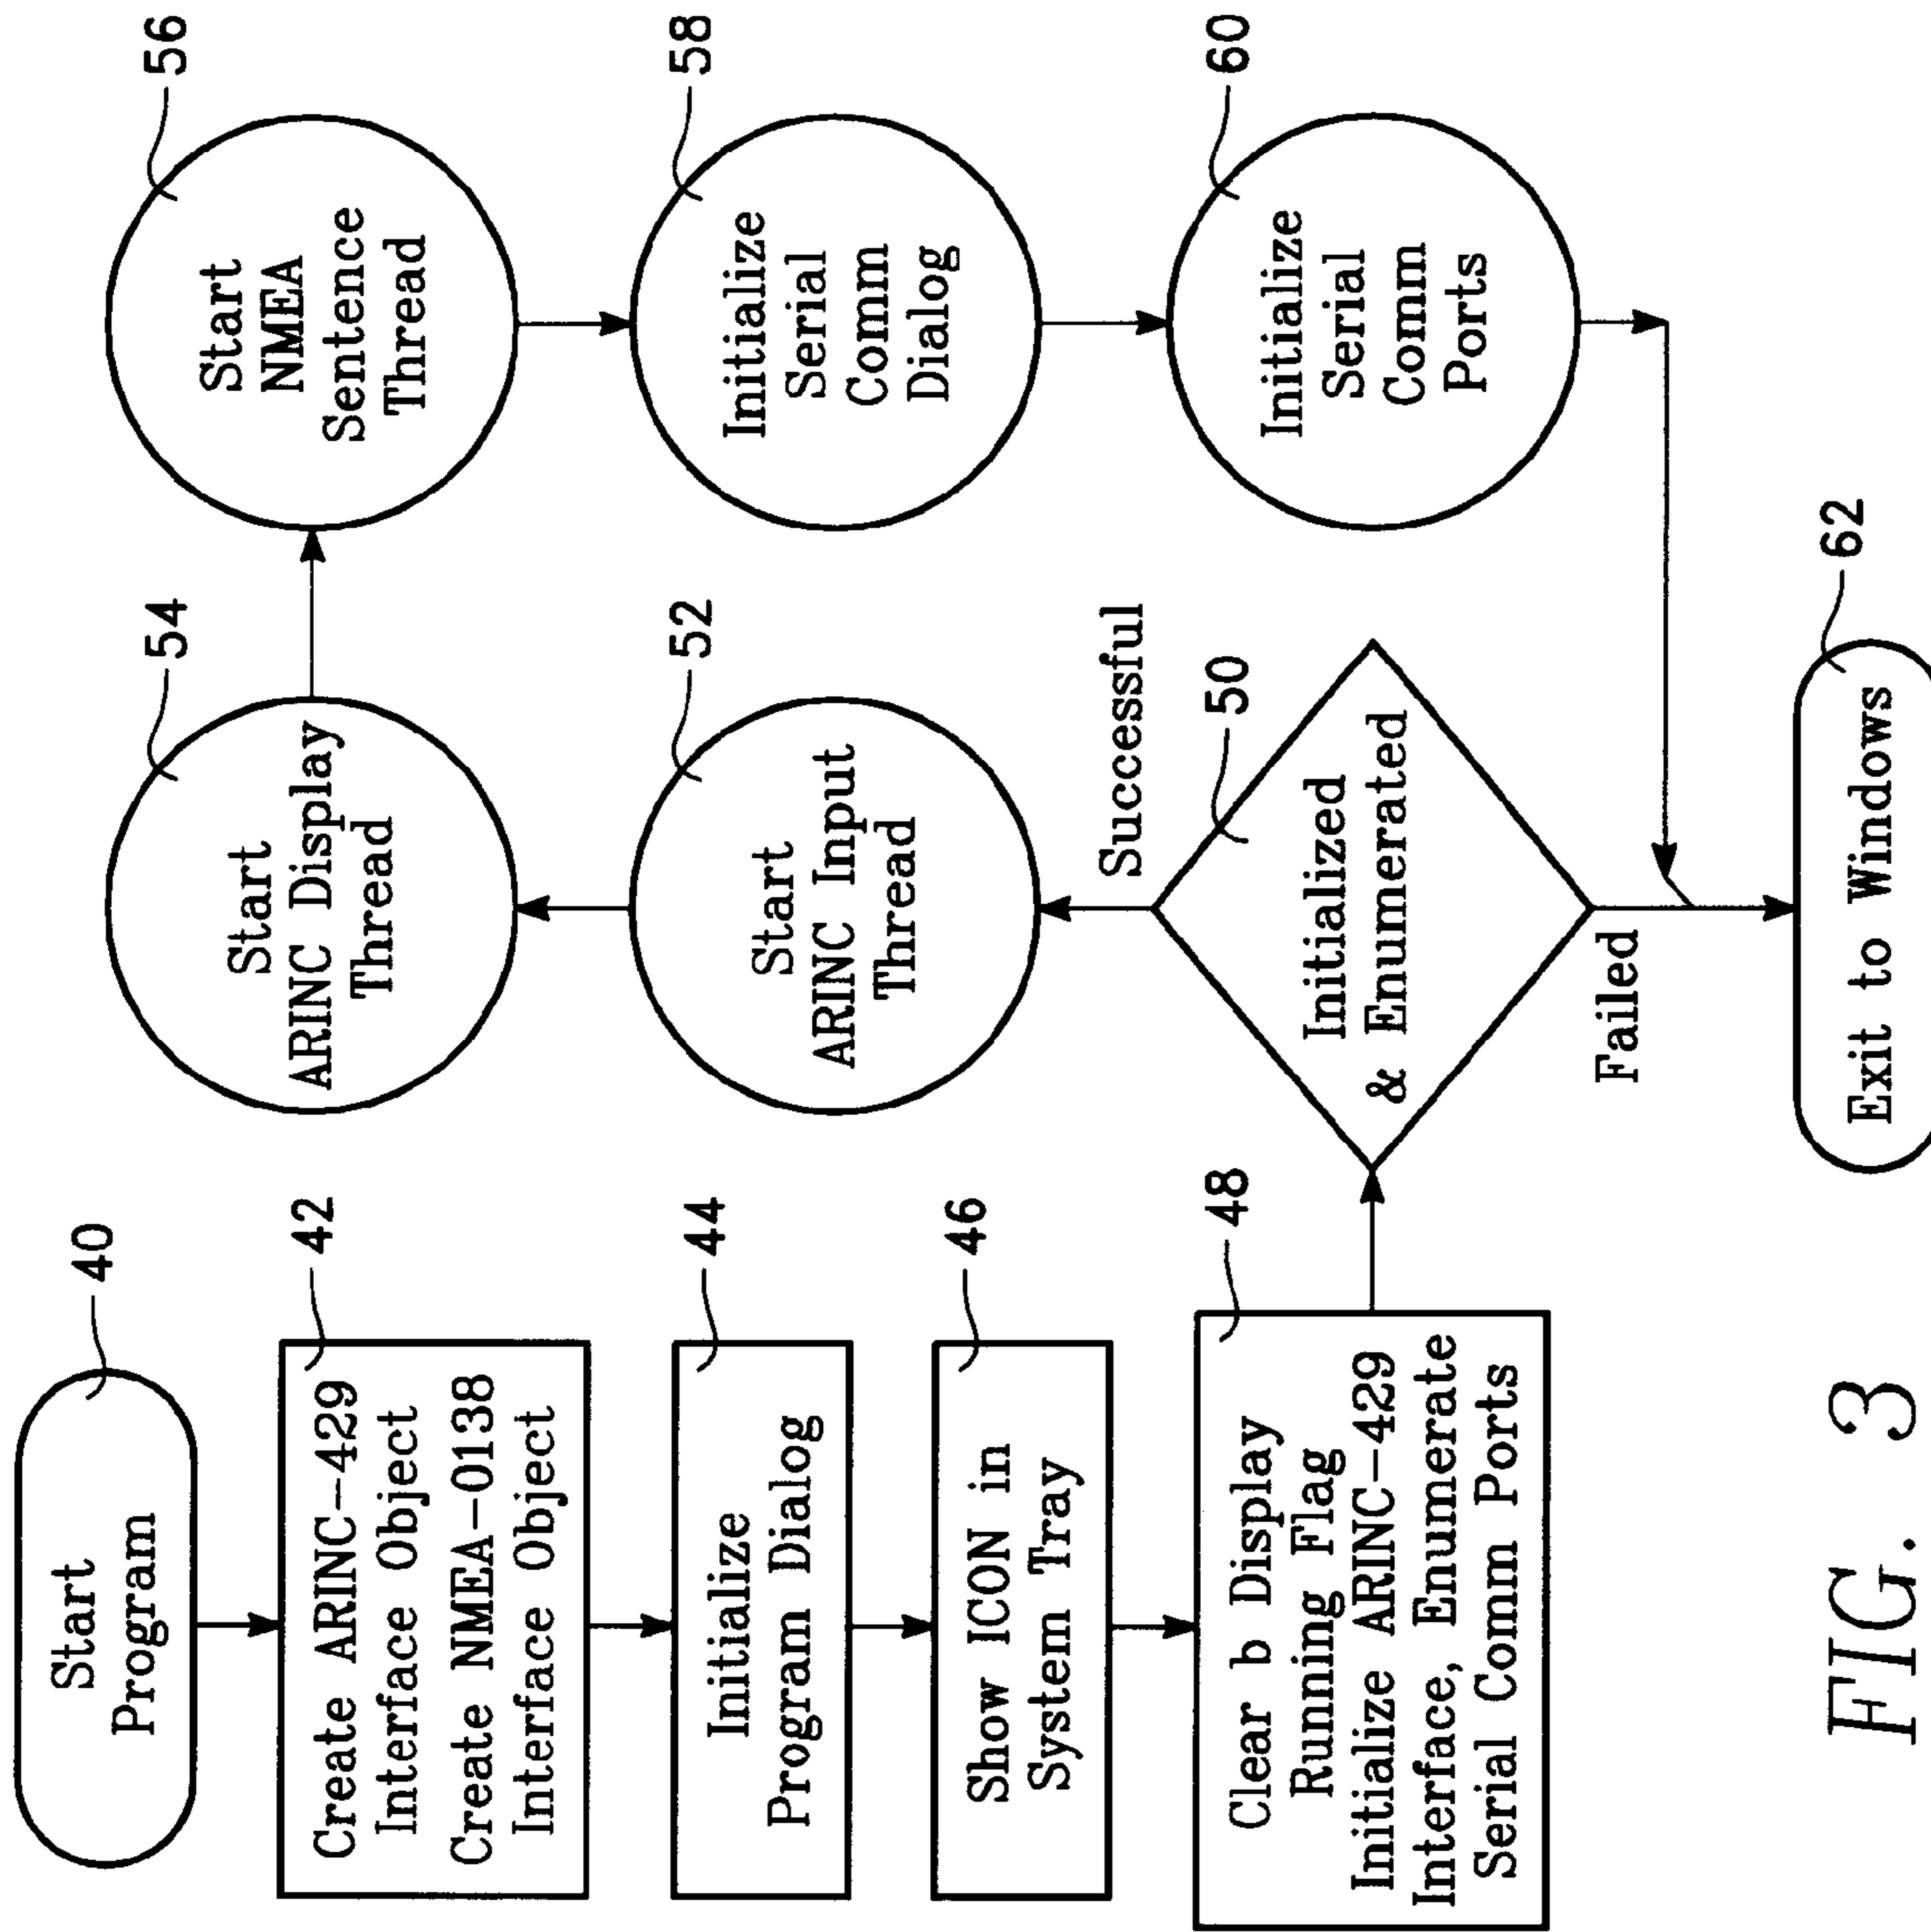 40
Start
Program
42
Create ARINC-429
Interface Object
Create NMEA-0138
Interface Object
44
Initialize
Program Dialog
46
Show ICON in
System Tray
48
Clear b Display
Running Flag
Initialize ARINC-429
Interface, Enumerate
Serial Comm Ports
50
Initialized
& Enumerated
Successful
Failed
52
Start
ARINC Input
Thread
54
Start
ARINC Display
Thread
56
Start
NMEA
Sentence
Thread
58
Initialize
Serial
Comm
Dialog
60
Initialize
Serial
Comm
Ports
62
Exit to Windows
FIG. 3